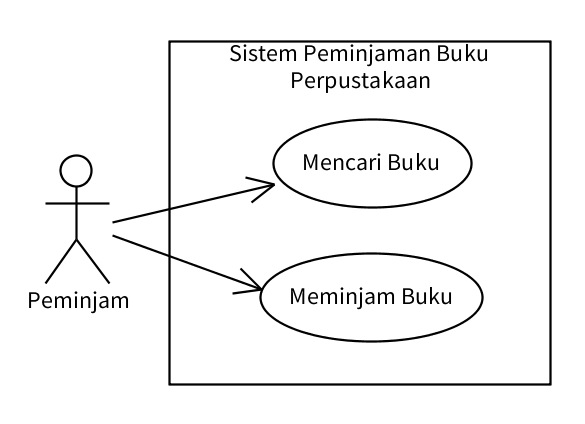 Sistem Peminjaman Buku
Perpustakaan
Mencari Buku
Meminjam Buku
Peminjam